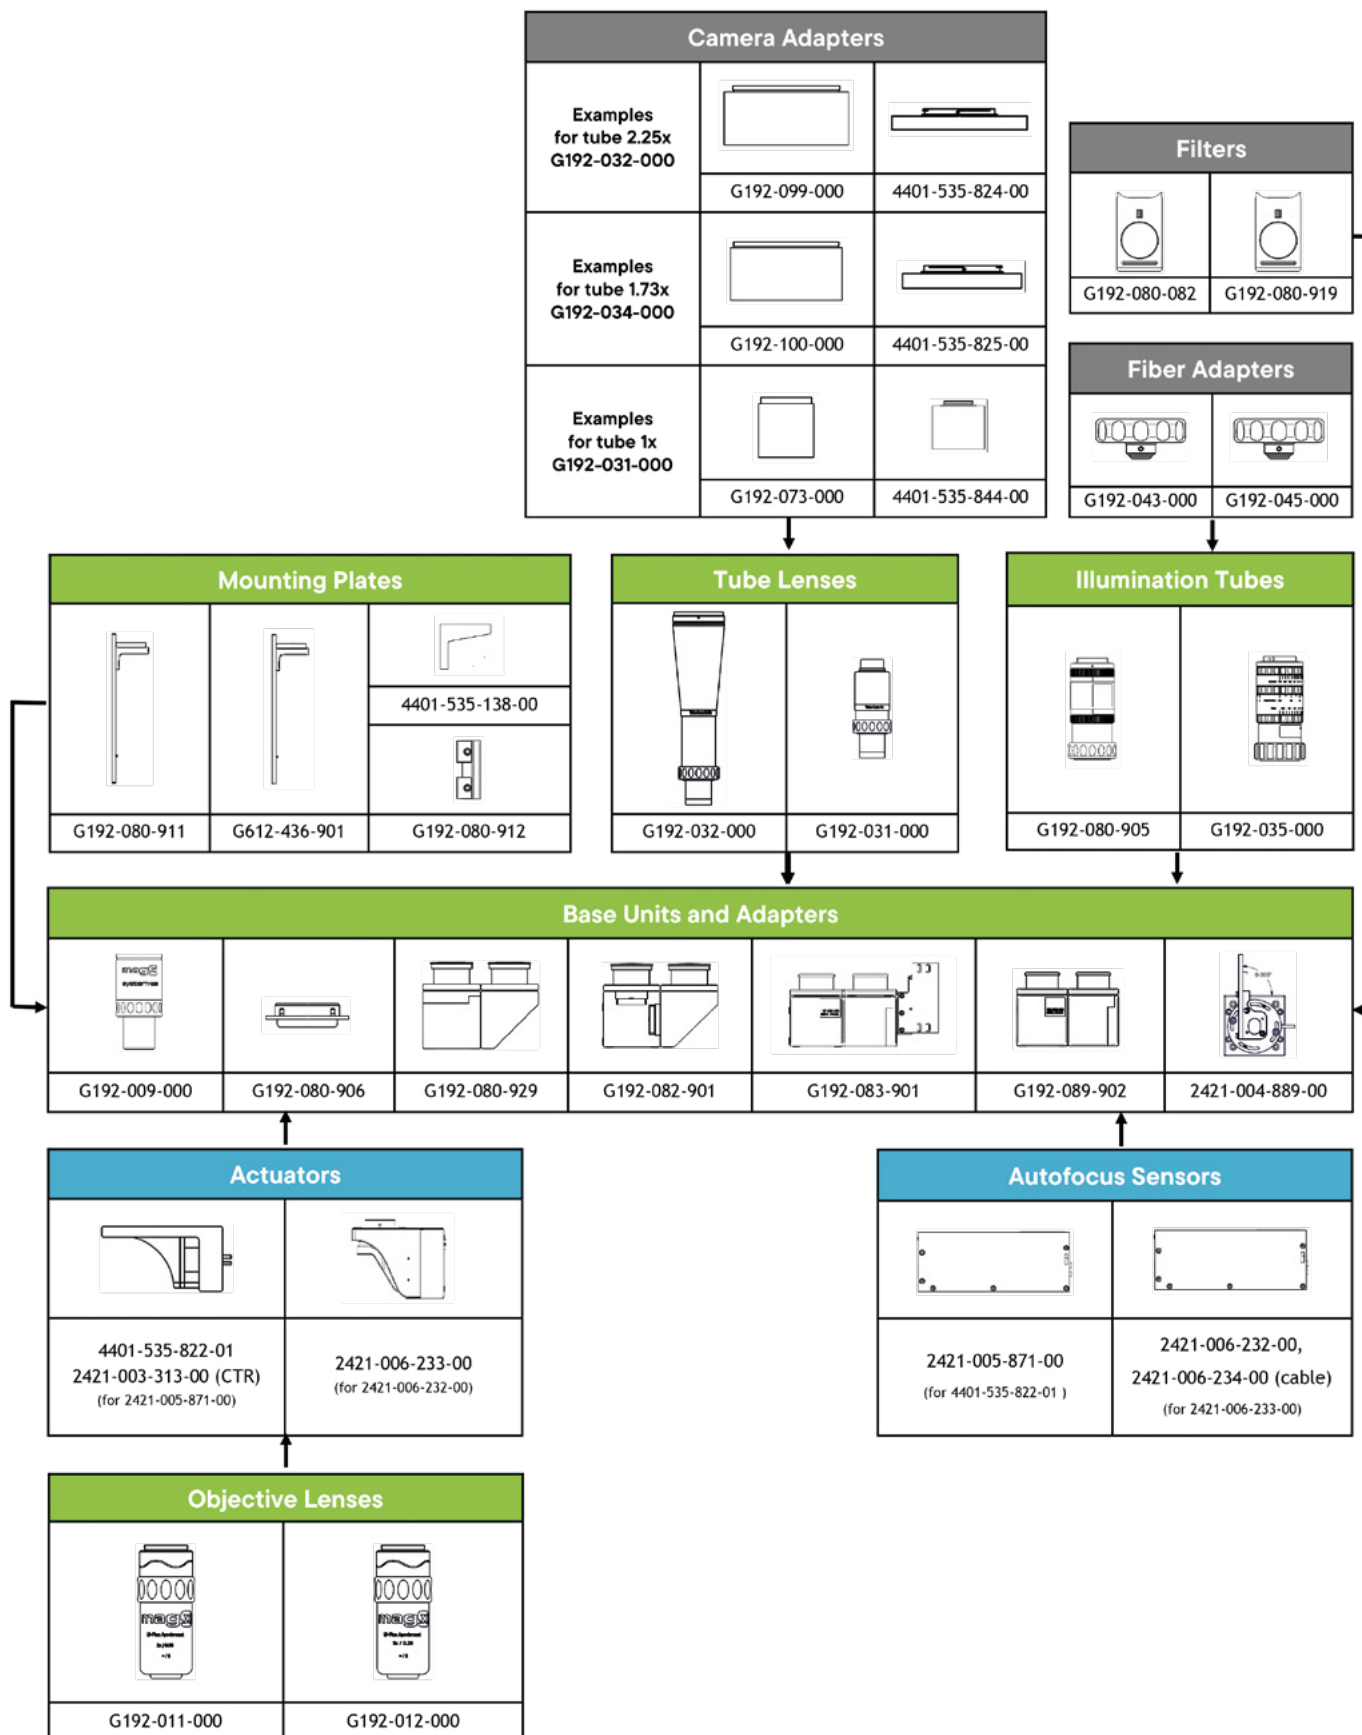 Camera Adapters
Examples
for tube 2.25x
G192-032-000
G192-099-000
4401-535-824-00
Examples
for tube 1.73x
G192-034-000
G192-100-000
4401-535-825-00
Examples
for tube 1x
G192-031-000
G192-073-000
4401-535-844-00
Filters
G192-080-082
G192-080-919
Fiber Adapters
G192-043-000
G192-045-000
Mounting Plates
4401-535-138-00
G192-080-911
G612-436-901
G192-080-912
Tube Lenses
G192-032-000
G192-031-000
Illumination Tubes
G192-080-905
G192-035-000
Base Units and Adapters
mag
system
G192-009-000
G192-080-906
G192-080-929
G192-082-901
G192-083-901
G192-089-902
2421-004-889-00
Actuators
4401-535-822-01
2421-003-313-00 (CTR)
(for 2421-005-871-00)
2421-006-233-00
(for 2421-006-232-00)
Autofocus Sensors
2421-005-871-00
(for 4401-535-822-01 )
2421-006-232-00,
2421-006-234-00 (cable)
(for 2421-006-233-00)
Objective Lenses
mag
mag
G192-011-000
G192-012-000